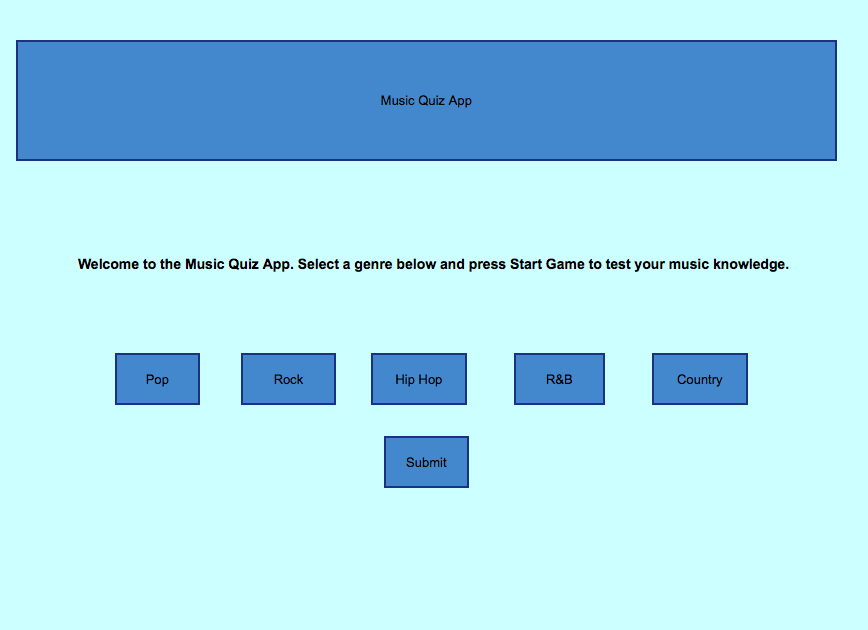 Music Quiz App
Welcome to the Music Quiz App. Select a genre below and press Start Game to test your music knowledge.
Pop Rock Hip Hop R&B Country
Submit